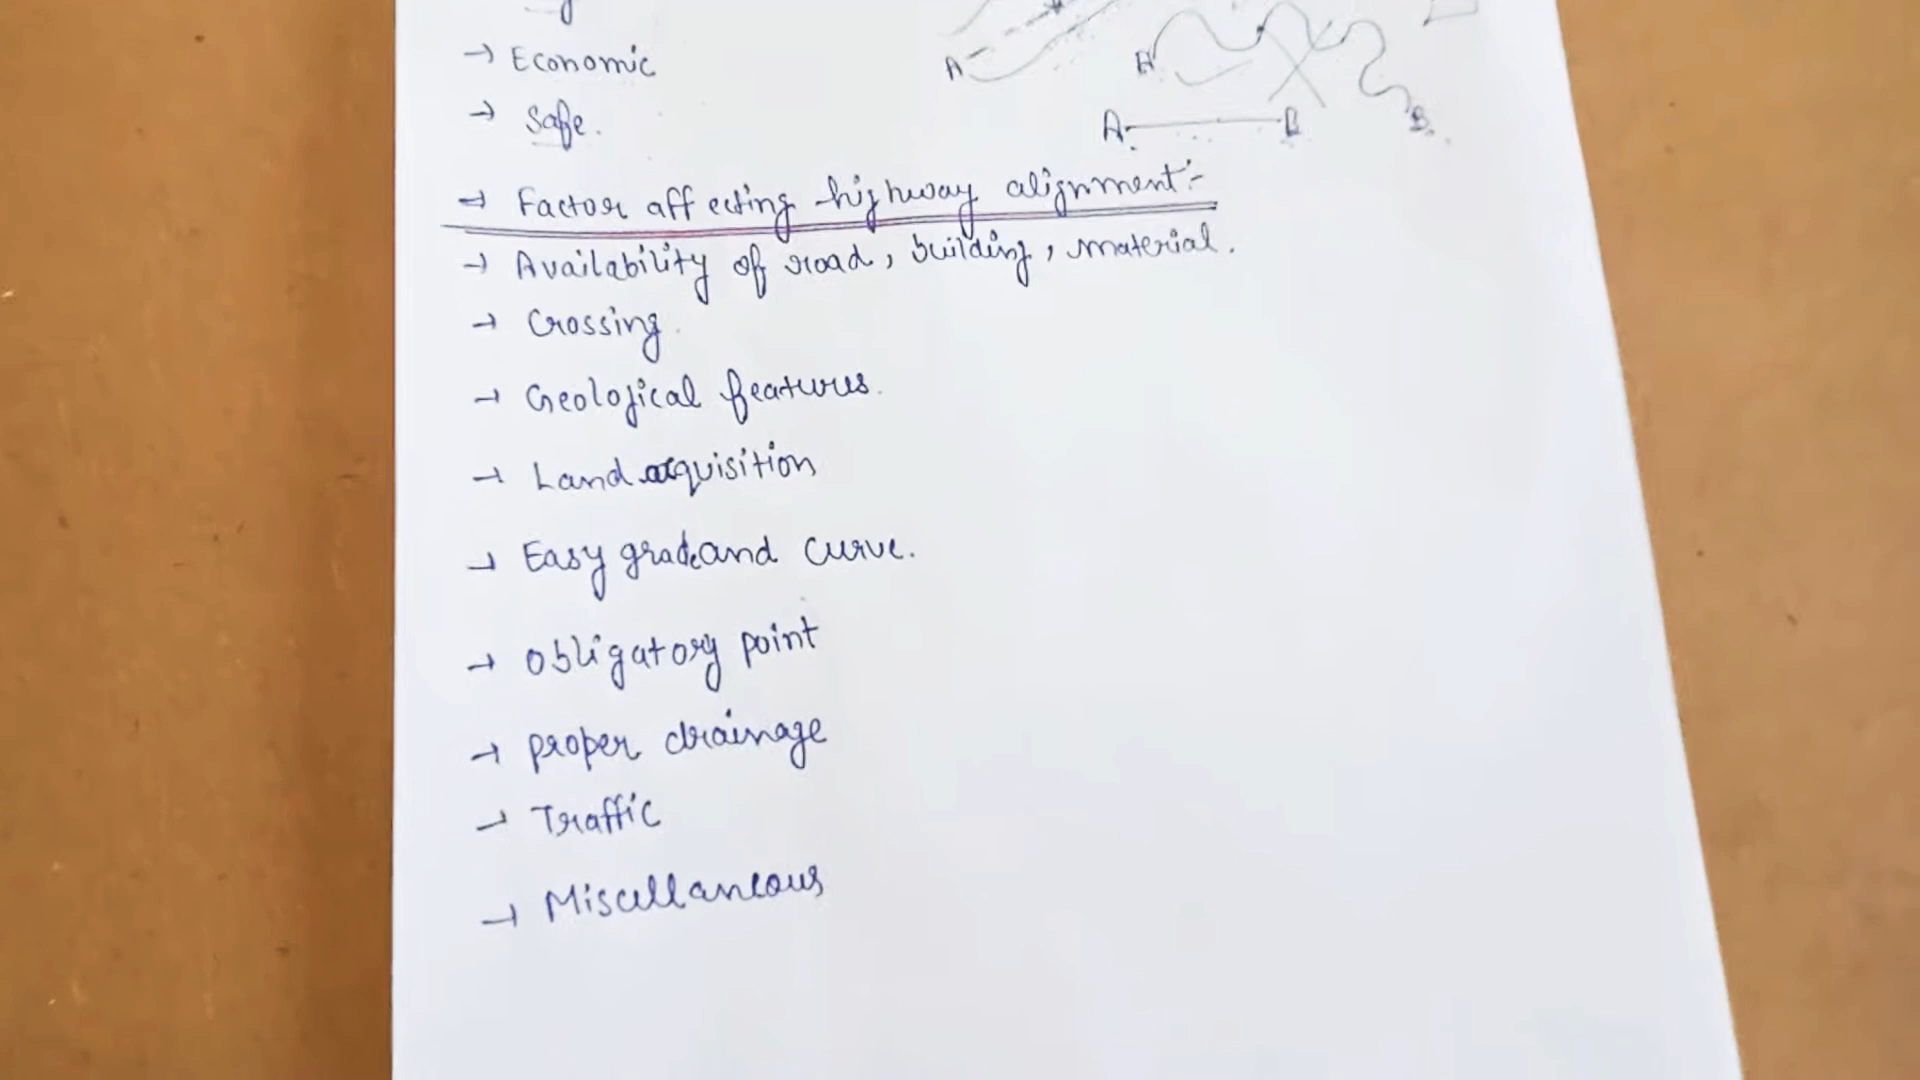 → Economic
A
A
→ Safe.
A B
B.
→ Factor affecting highway alignment:-
→ Availability of road, building, material.
→ Crossing.
→ Geological features.
→ Land acquisition
→ Easy grade and curve.
→ Obligatory point
→ proper drainage
→ Traffic
→ Miscellaneous